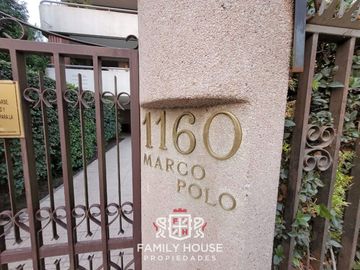 1160
MARCO
POLO
FAMILY HOUSE
PROPIEDADES